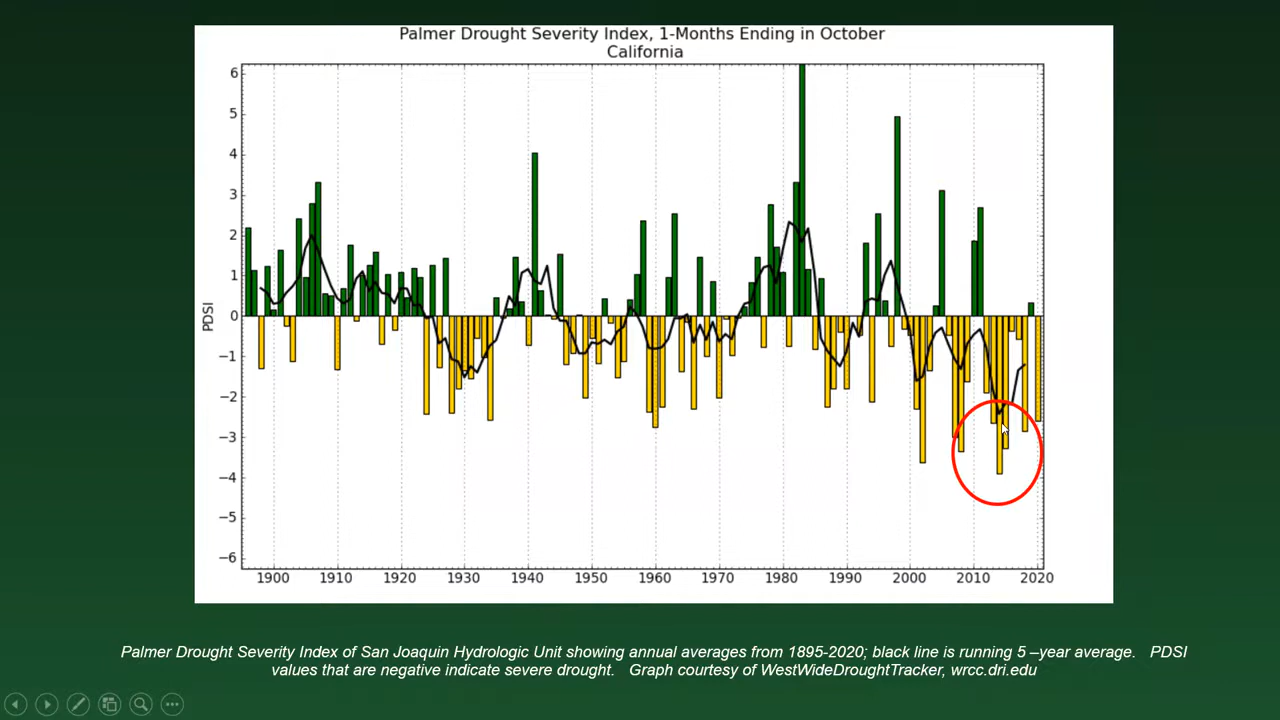 Palmer Drought Severity Index, 1-Months Ending in October
California
6
5
4
3
2
1
0
−1
−2
−3
−4
−5
−6
PDSI
1900 1910 1920 1930 1940 1950 1960 1970 1980 1990 2000 2010 2020
Palmer Drought Severity Index of San Joaquin Hydrologic Unit showing annual averages from 1895-2020; black line is running 5 –year average. PDSI
values that are negative indicate severe drought. Graph courtesy of WestWideDroughtTracker, wrcc.dri.edu